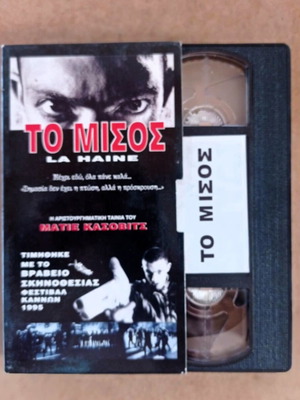 ΤΟ ΜΙΣΟΣ
LA HAINE
Μέχρι εδώ, όλα πάνε καλά...
«Σημασία δεν έχει η πτώση, αλλά η πρόσκρουση...»
Η ΑΡΙΣΤΟΥΡΓΗΜΑΤΙΚΗ ΤΑΙΝΙΑ ΤΟΥ
ΜΑΤΙΕ ΚΑΣΟΒΙΤΣ
ΤΙΜΗΘΗΚΕ
ΜΕ ΤΟ
ΒΡΑΒΕΙΟ
ΣΚΗΝΟΘΕΣΙΑΣ
ΦΕΣΤΙΒΑΛ
ΚΑΝΝΩΝ
1995
ΤΟ ΜΙΣΟΣ